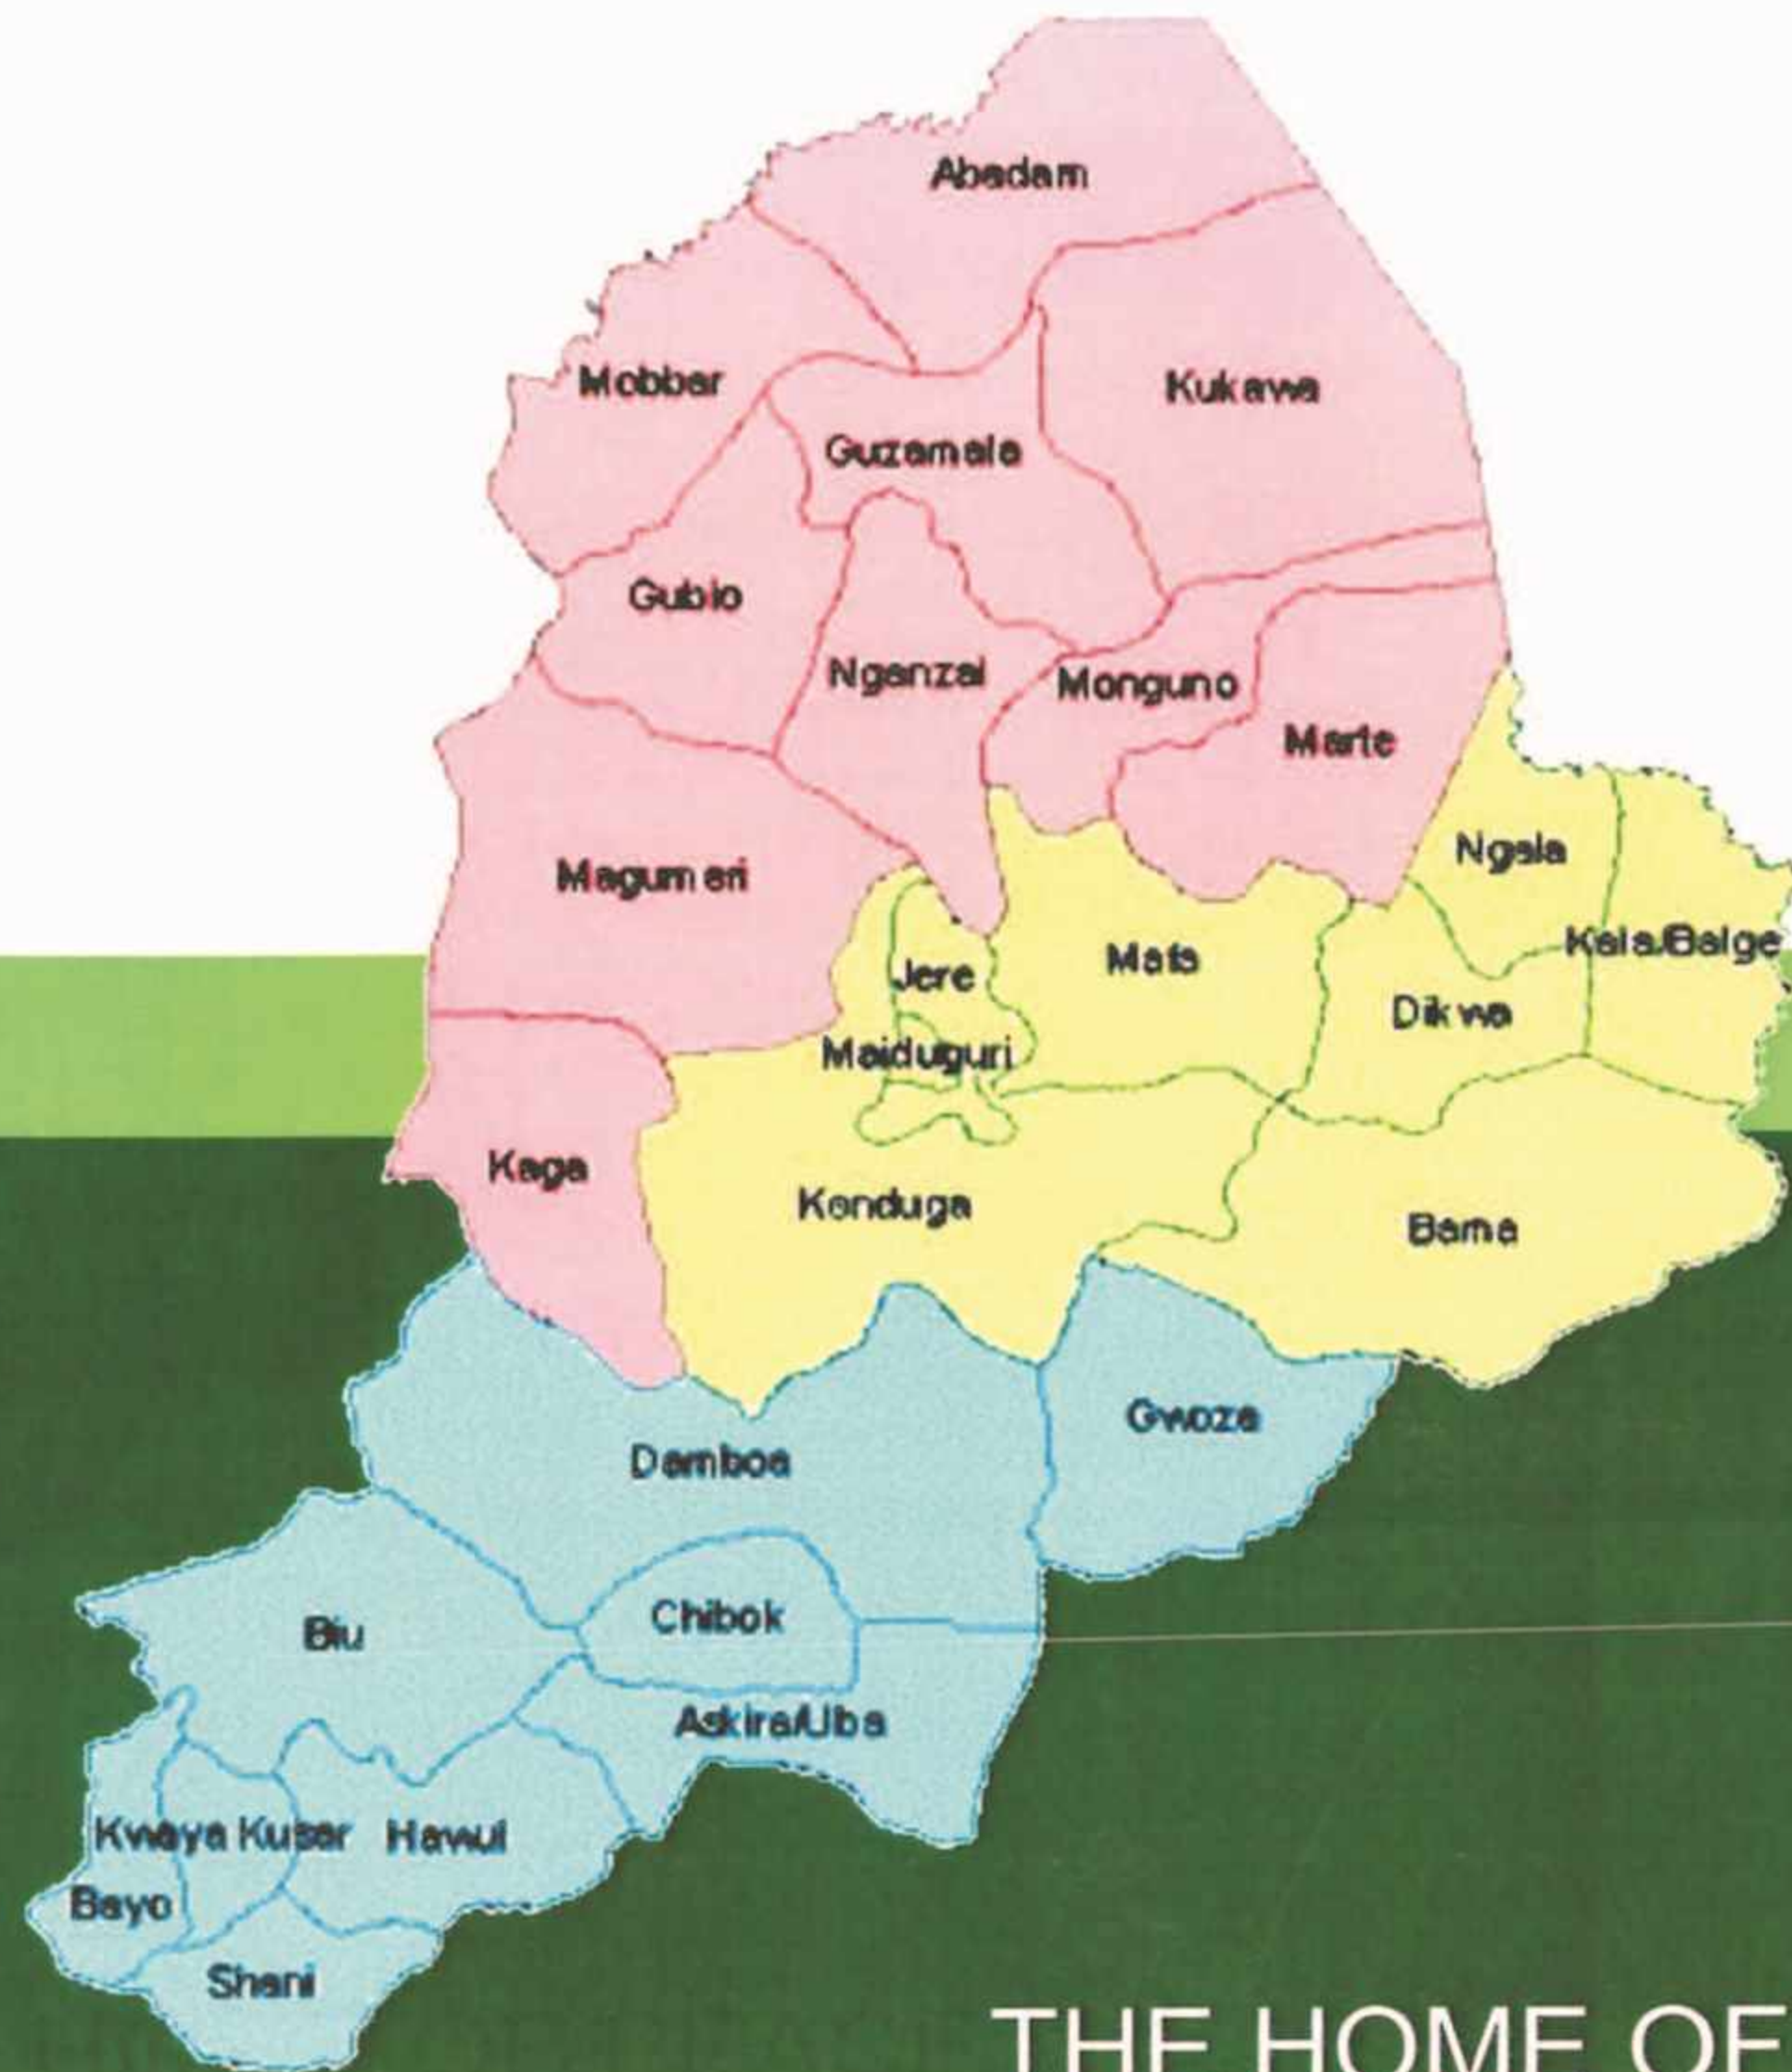 Abadam
Mobbar
Kukawa
Guzamala
Gubio
Nganzai
Monguno
Marte
Magumeri
Ngala
Kala/Balge
Jere
Mafa
Dikwa
Maiduguri
Kaga
Konduga
Bama
Gwoza
Damboa
Biu
Chibok
Askira/Uba
Kwaya Kusar
Hawul
Bayo
Shani
THE HOME OF